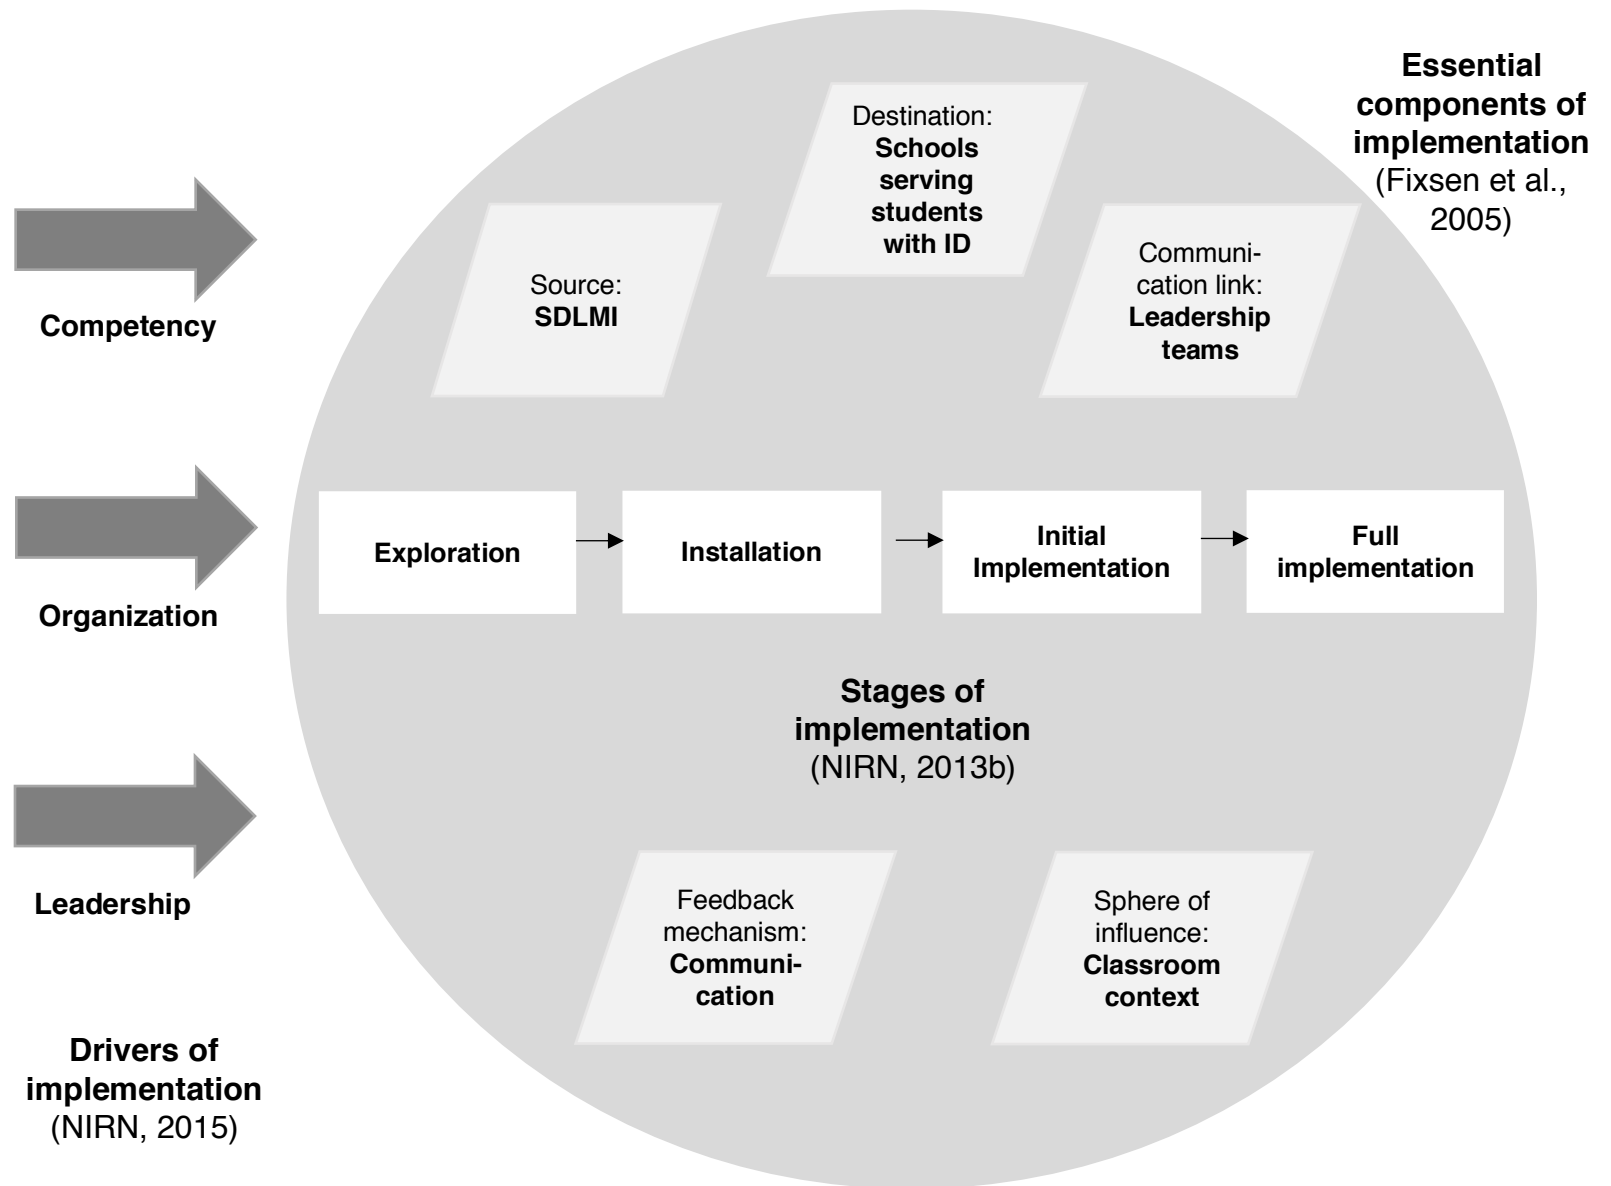 Essential
components of
implementation
(Fixsen et al.,
2005)
Destination:
Schools
serving
students
with ID
Source:
SDLMI
Communi-
cation link:
Leadership
teams
Competency
Exploration
Installation
Initial
Implementation
Full
implementation
Organization
Stages of
implementation
(NIRN, 2013b)
Leadership
Feedback
mechanism:
Communi-
cation
Sphere of
influence:
Classroom
context
Drivers of
implementation
(NIRN, 2015)